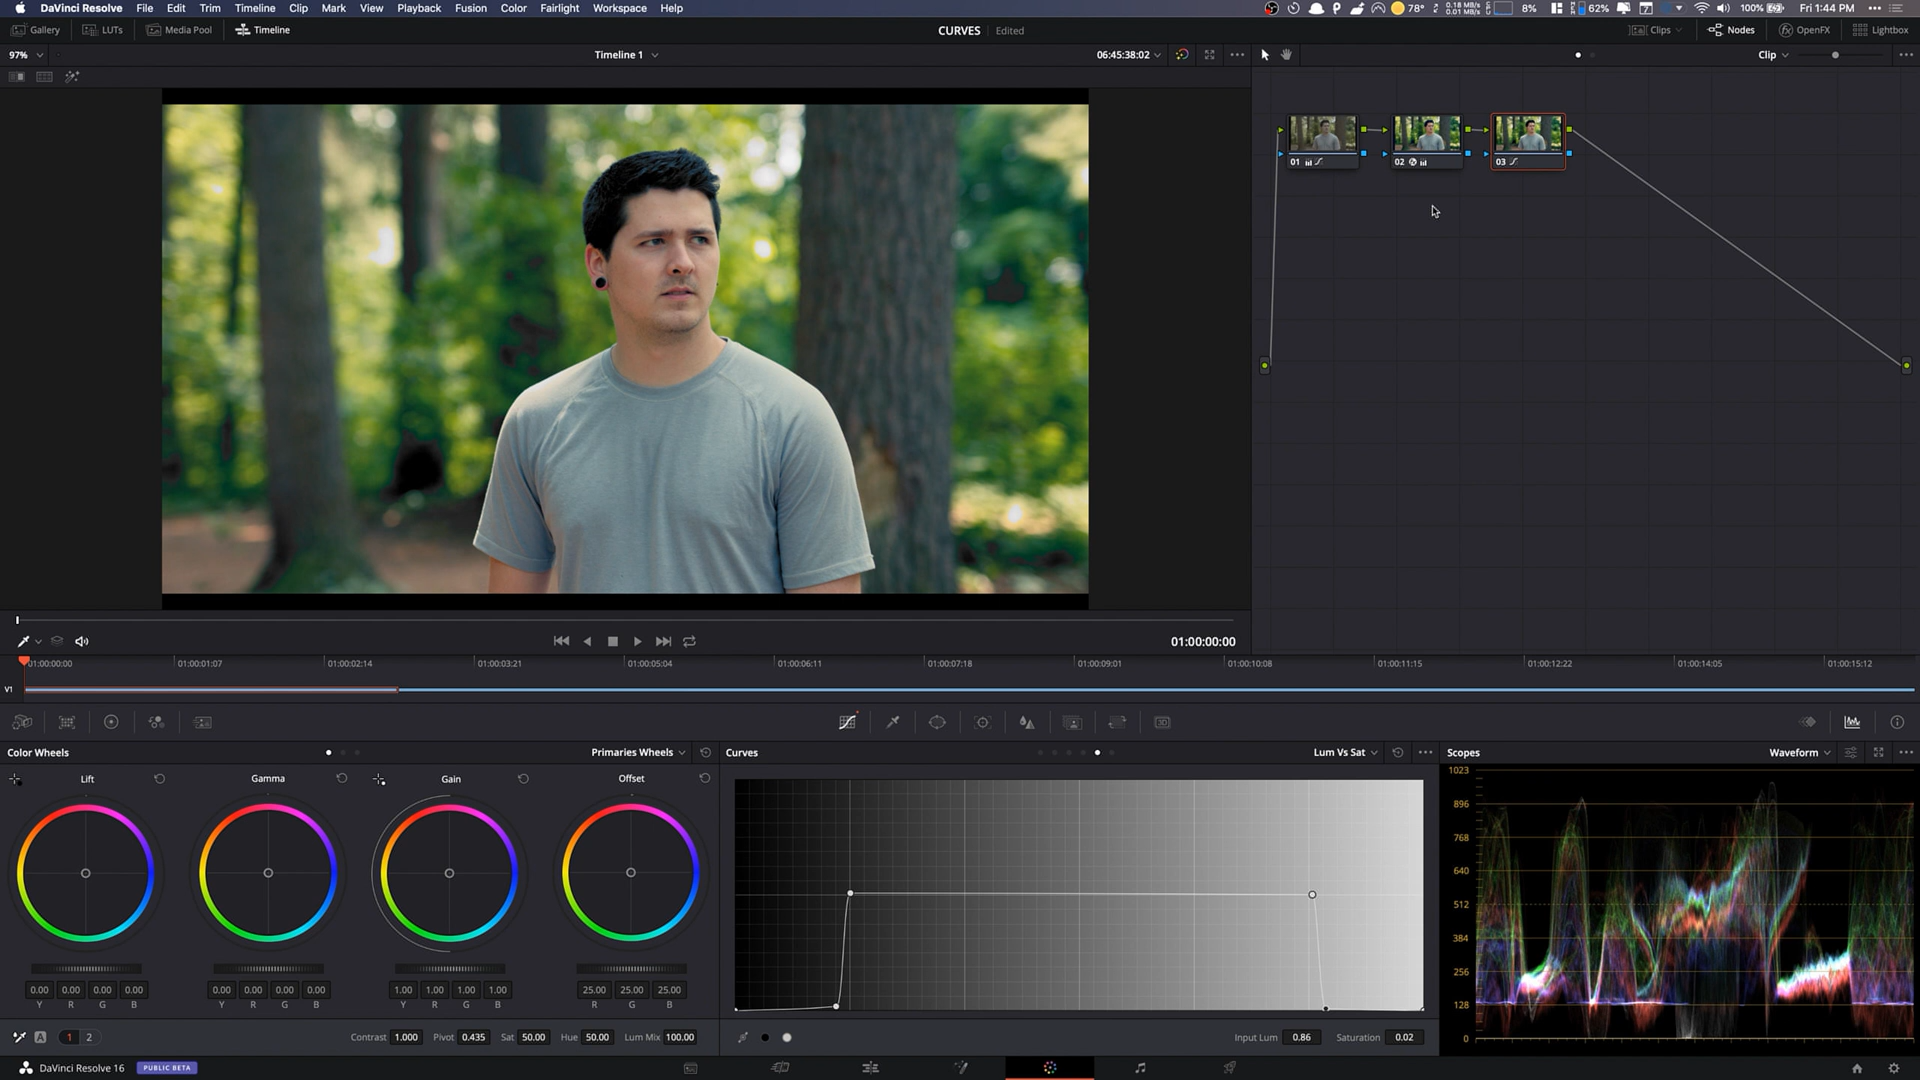 DaVinci Resolve File Edit Trim Timeline Clip Mark View Playback Fusion Color Fairlight Workspace Help 78° 0.18 MB/s 0.01 MB/s 8% 62% 7 100% Fri 1:44 PM
Gallery LUTs Media Pool Timeline CURVES Edited Clips Nodes OpenFX Lightbox
97% Timeline 1 06:45:38:02 Clip
01 02 03
01:00:00:00
01:00:00:00 01:00:01:07 01:00:02:14 01:00:03:21 01:00:05:04 01:00:06:11 01:00:07:18 01:00:09:01 01:00:10:08 01:00:11:15 01:00:12:22 01:00:14:05 01:00:15:12
V1
Color Wheels Primaries Wheels Curves Lum Vs Sat Scopes Waveform
Lift Gamma Gain Offset
1023
896
768
640
512
384
256
128
0
0.00 0.00 0.00 0.00 0.00 0.00 0.00 0.00 1.00 1.00 1.00 1.00 25.00 25.00 25.00
Y R G B Y R G B Y R G B R G B
A 1 2 Contrast 1.000 Pivot 0.435 Sat 50.00 Hue 50.00 Lum Mix 100.00 Input Lum 0.86 Saturation 0.02
DaVinci Resolve 16 PUBLIC BETA